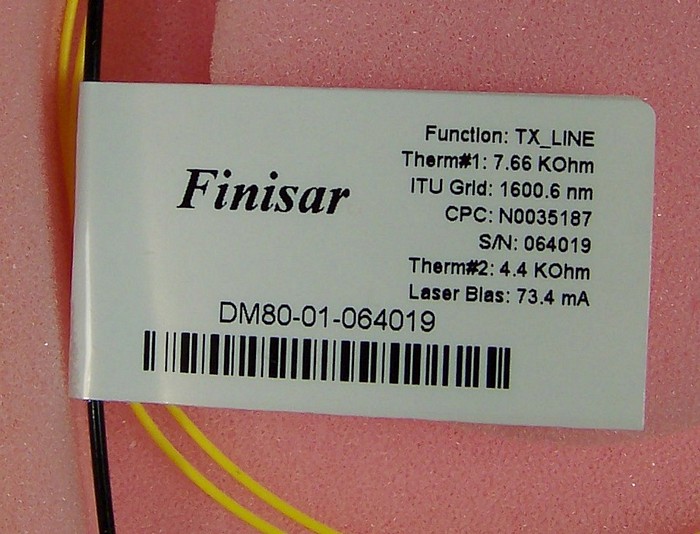 Finisar
Function: TX_LINE
Therm#1: 7.66 KOhm
ITU Grid: 1600.6 nm
CPC: N0035187
S/N: 064019
Therm#2: 4.4 KOhm
Laser Bias: 73.4 mA
DM80-01-064019